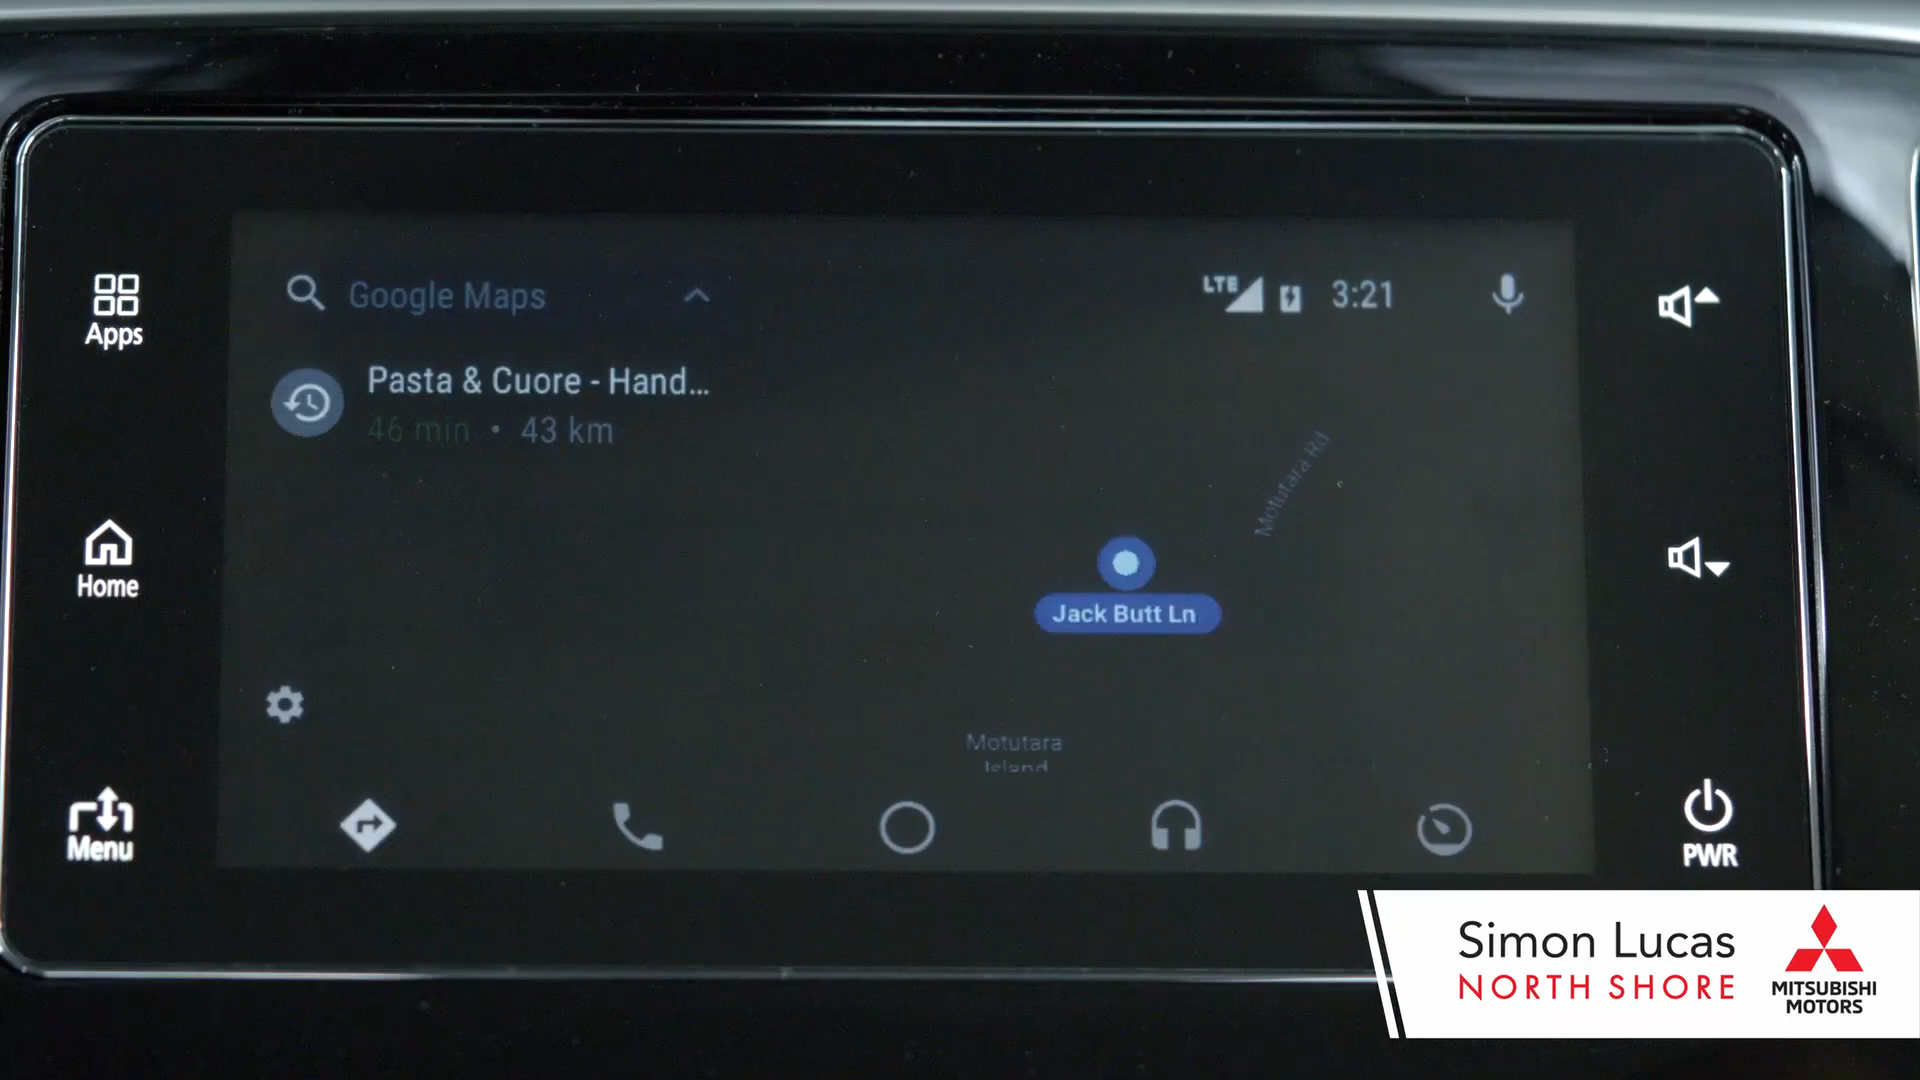 Apps
Home
Menu
Google Maps
LTE
3:21
Pasta & Cuore - Hand...
46 min • 43 km
Motutara Rd
Jack Butt Ln
Motutara
Island
PWR
Simon Lucas
NORTH SHORE
MITSUBISHI
MOTORS